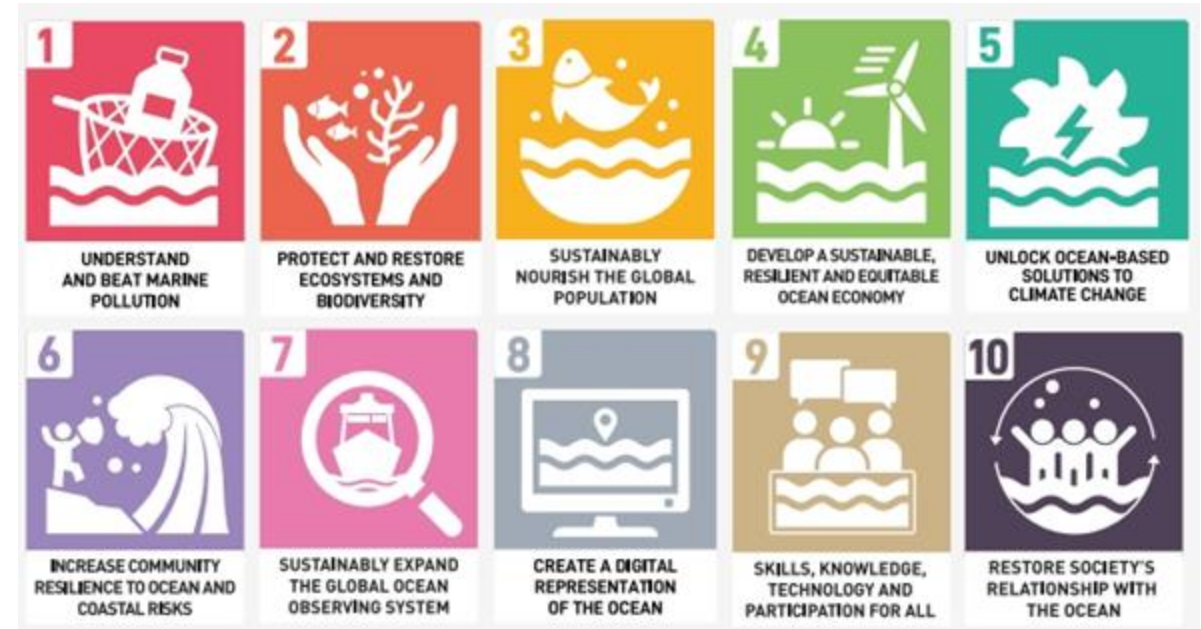 1
UNDERSTAND
AND BEAT MARINE
POLLUTION
2
PROTECT AND RESTORE
ECOSYSTEMS AND
BIODIVERSITY
3
SUSTAINABLY
NOURISH THE GLOBAL
POPULATION
4
DEVELOP A SUSTAINABLE,
RESILIENT AND EQUITABLE
OCEAN ECONOMY
5
UNLOCK OCEAN-BASED
SOLUTIONS TO
CLIMATE CHANGE
6
INCREASE COMMUNITY
RESILIENCE TO OCEAN AND
COASTAL RISKS
7
SUSTAINABLY EXPAND
THE GLOBAL OCEAN
OBSERVING SYSTEM
8
CREATE A DIGITAL
REPRESENTATION
OF THE OCEAN
9
SKILLS, KNOWLEDGE,
TECHNOLOGY AND
PARTICIPATION FOR ALL
10
RESTORE SOCIETY'S
RELATIONSHIP WITH
THE OCEAN